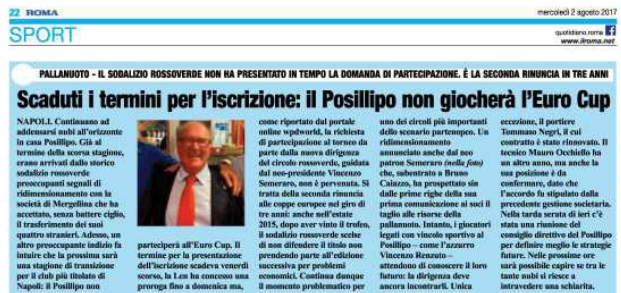 22 ROMA
mercoledì 2 agosto 2017
SPORT
quotidiano.roma
www.ilroma.net
PALLANUOTO - IL SODALIZIO ROSSOVERDE NON HA PRESENTATO IN TEMPO LA DOMANDA DI PARTECIPAZIONE. È LA SECONDA RINUNCIA IN TRE ANNI
Scaduti i termini per l'iscrizione: il Posillipo non giocherà l'Euro Cup
NAPOLI. Continuano ad
addensarsi nubi all'orizzonte
in casa Posillipo. Già al
termine della scorsa stagione,
erano arrivati dallo storico
sodalizio rossoverde
preoccupanti segnali di
ridimensionamento con la
società di Mergellina che ha
accettato, senza battere ciglio,
il trasferimento dei suoi
quattro stranieri. Adesso, un
altro preoccupante indizio fa
intuire che la prossima sarà
una stagione di transizione
per il club più titolato di
Napoli: il Posillipo non
parteciperà all'Euro Cup. Il
termine per la presentazione
dell'iscrizione scadeva venerdì
scorso, la Len ha concesso una
proroga fino a domenica ma,
come riportato dal portale
online wpdworld, la richiesta
di partecipazione al torneo da
parte dalla nuova dirigenza
del circolo rossoverde, guidata
dal neo-presidente Vincenzo
Semeraro, non è pervenuta. Si
tratta della seconda rinuncia
alle coppe europee nel giro di
tre anni: anche nell'estate
2015, dopo aver vinto il trofeo,
il sodalizio rossoverde scelse
di non difendere il titolo non
prendendo parte all'edizione
successiva per problemi
economici. Continua dunque
il momento problematico per
uno dei circoli più importanti
dello scenario partenopeo. Un
ridimensionamento
annunciato anche dal neo
patron Semeraro (nella foto)
che, subentrato a Bruno
Caiazzo, ha prospettato sin
dalle prime righe della sua
prima comunicazione ai soci il
taglio alle risorse della
pallanuoto. Intanto, i giocatori
legati con vincolo sportivo al
Posillipo – come l'azzurro
Vincenzo Renzuto –
attendono di conoscere il loro
futuro: la dirigenza deve
ancora incontrarli. Unica
eccezione, il portiere
Tommaso Negri, il cui
contratto è stato rinnovato. Il
tecnico Mauro Occhiello ha
un altro anno, ma anche la
sua posizione è da
confermare, dato che
l'accordo fu stipulato dalla
precedente gestione societaria.
Nella tarda serata di ieri c'è
stata una riunione del
consiglio direttivo del Posillipo
per definire meglio le strategie
future. Nelle prossime ore
sarà possibile capire se tra le
tante nubi si riesce a
intravedere una schiarita.